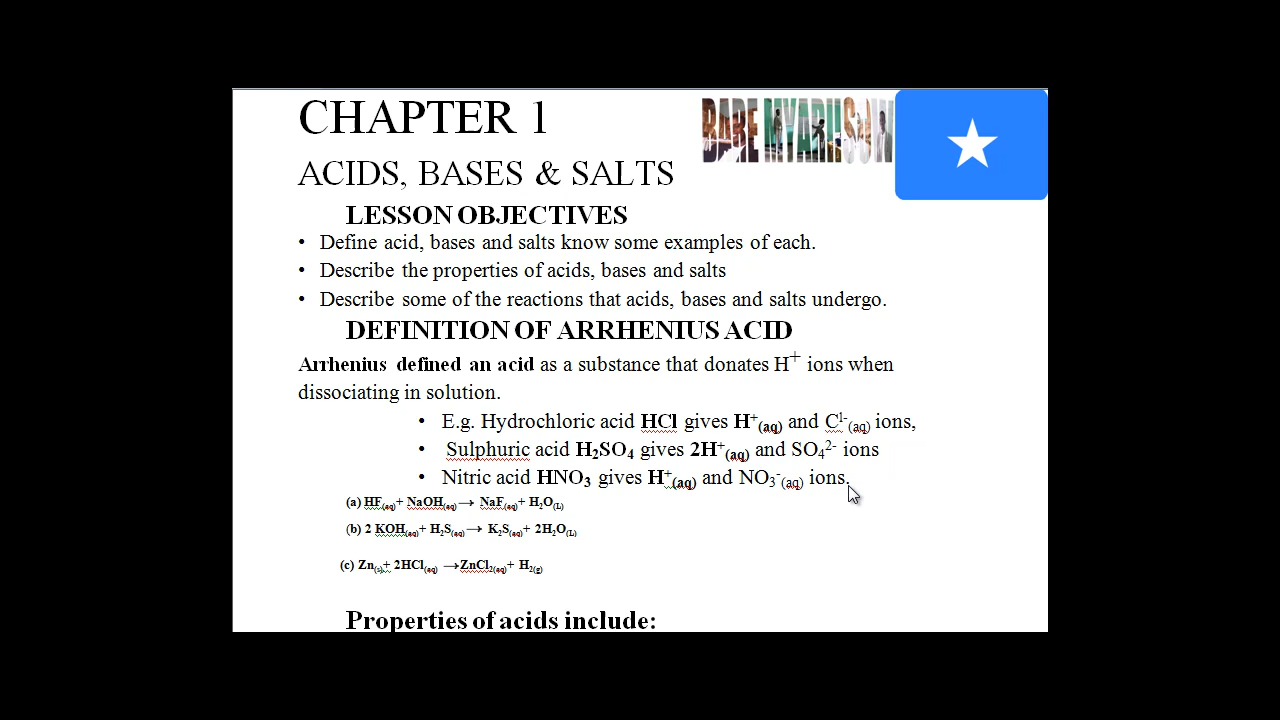 CHAPTER 1
BARE MYARUSOW
ACIDS, BASES & SALTS
LESSON OBJECTIVES
• Define acid, bases and salts know some examples of each.
• Describe the properties of acids, bases and salts
• Describe some of the reactions that acids, bases and salts undergo.
DEFINITION OF ARRHENIUS ACID
Arrhenius defined an acid as a substance that donates H⁺ ions when
dissociating in solution.
• E.g. Hydrochloric acid HCl gives H⁺(aq) and Cˡ⁻(aq) ions,
• Sulphuric acid H₂SO₄ gives 2H⁺(aq) and SO₄²⁻ ions
• Nitric acid HNO₃ gives H⁺(aq) and NO₃⁻(aq) ions.
(a) HF(aq)+ NaOH(aq)→ NaF(aq)+ H₂O(L)
(b) 2 KOH(aq)+ H₂S(aq)→ K₂S(aq)+ 2H₂O(L)
(c) Zn(s)+ 2HCl(aq) →ZnCl₂(aq)+ H₂(g)
Properties of acids include: